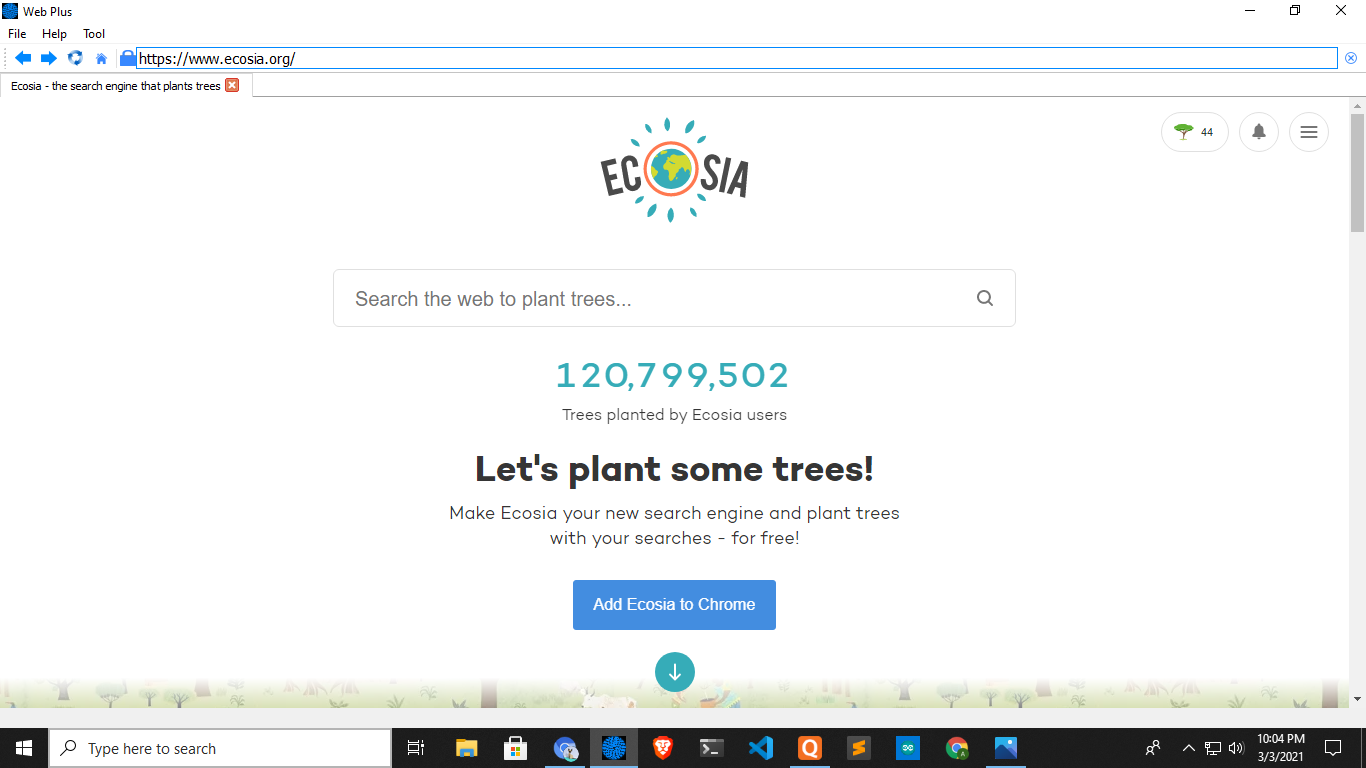 Web Plus
File Help Tool
https://www.ecosia.org/
Ecosia - the search engine that plants trees
44
ECOSIA
Search the web to plant trees...
120,799,502
Trees planted by Ecosia users
Let's plant some trees!
Make Ecosia your new search engine and plant trees
with your searches - for free!
Add Ecosia to Chrome
Type here to search
10:04 PM
3/3/2021